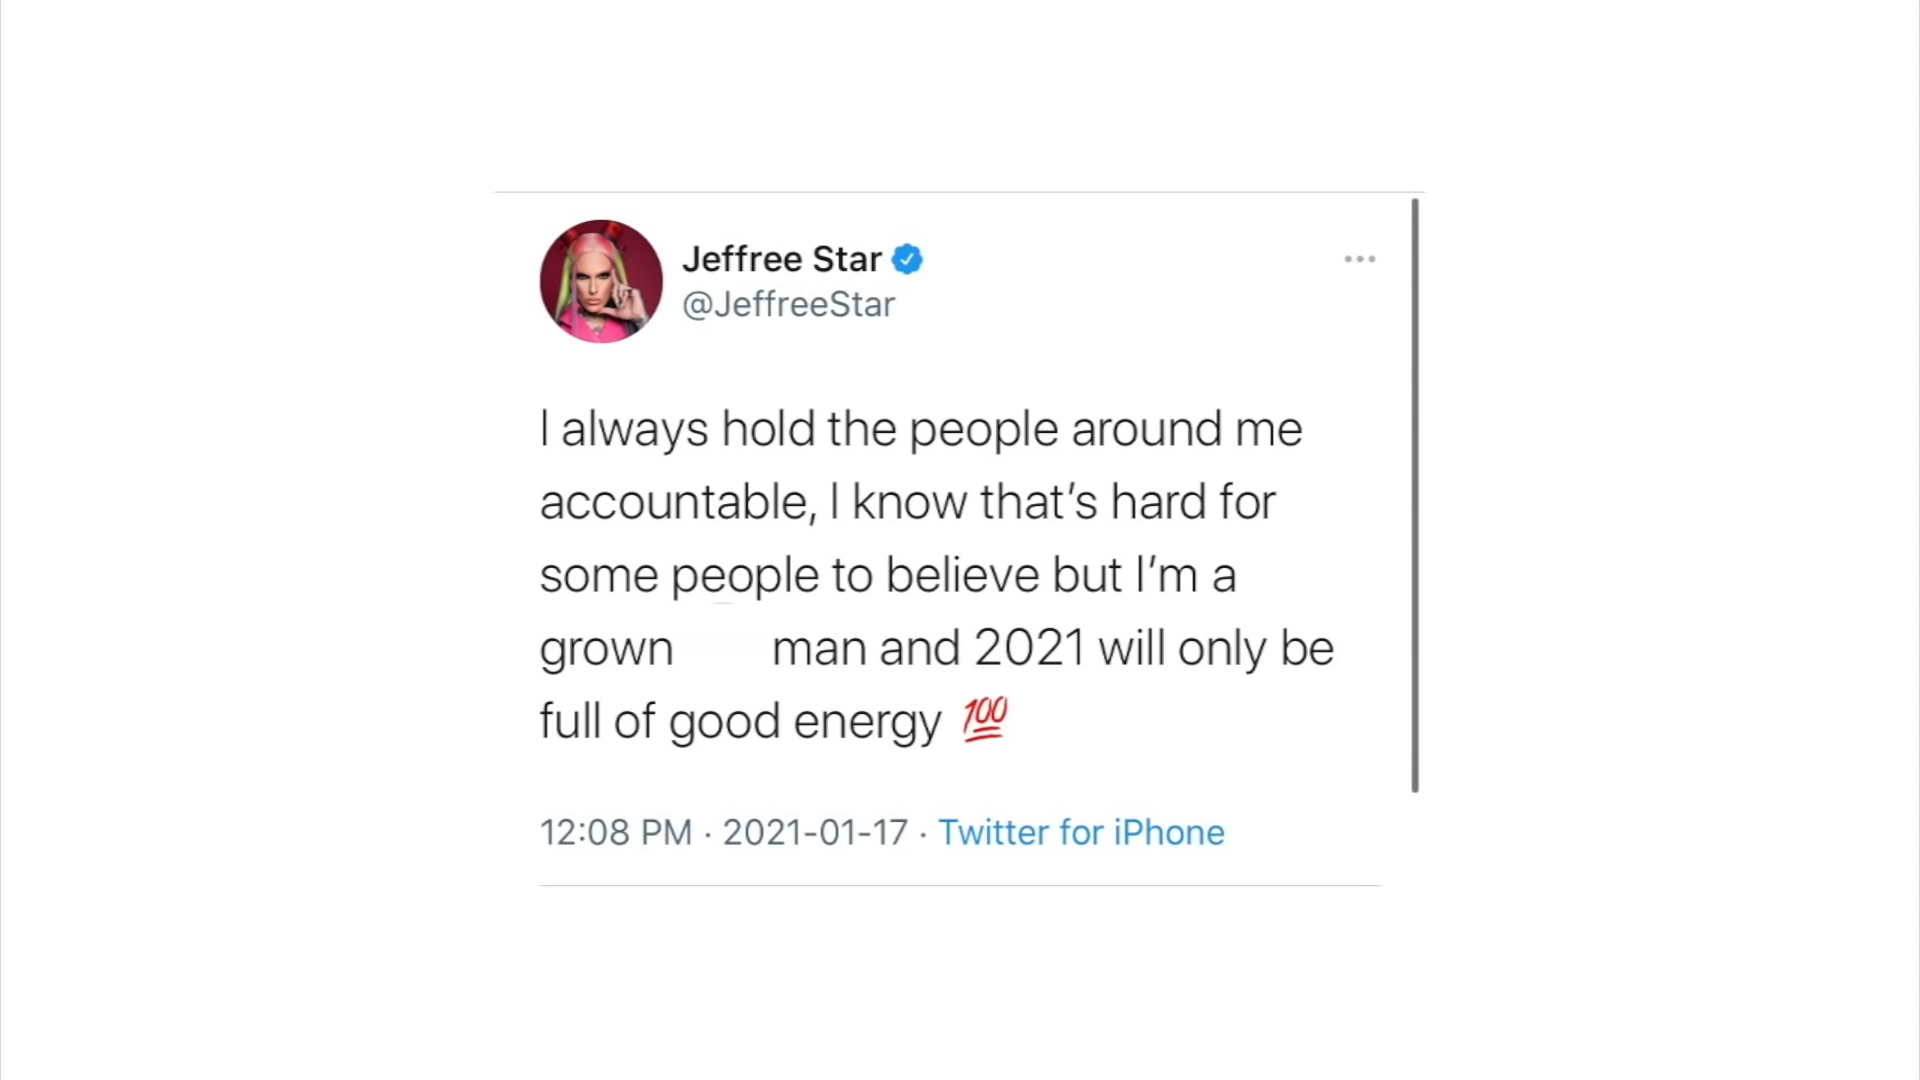 Jeffree Star
@JeffreeStar
I always hold the people around me
accountable, I know that’s hard for
some people to believe but I’m a
grown man and 2021 will only be
full of good energy 💯
12:08 PM · 2021-01-17 · Twitter for iPhone